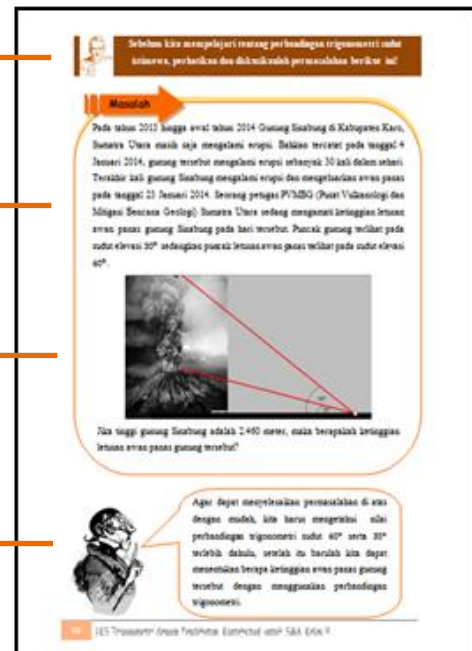 Sebelum kita mempelajari tentang perbandingan trigonometri sudut
istimewa, perhatikan dan diskusikanlah permasalahan berikut ini!
Masalah
Pada tahun 2013 hingga awal tahun 2014 Gunung Sinabung di Kabupaten Karo,
Sumatra Utara masih saja mengalami erupsi. Bahkan tercatat pada tanggal 4
Januari 2014, gunung tersebut mengalami erupsi sebanyak 30 kali dalam sehari.
Terakhir kali gunung Sinabung mengalami erupsi dan mengeluarkan awan panas
pada tanggal 23 Januari 2014. Seorang petugas PVMBG (Pusat Vulkanologi dan
Mitigasi Bencana Geologi) Sumatra Utara sedang mengamati ketinggian letusan
awan panas gunung Sinabung pada hari tersebut. Puncak gunung terlihat pada
sudut elevasi 30° sedangkan puncak letusan awan panas terlihat pada sudut elevasi
60°.
Jika tinggi gunung Sinabung adalah 2.460 meter, maka berapakah ketinggian
letusan awan panas gunung tersebut?
Agar dapat menyelesaikan permasalahan di atas
dengan mudah, kita harus mengetahui nilai
perbandingan trigonometri sudut 60° serta 30°
terlebih dahulu, setelah itu barulah kita dapat
menentukan berapa ketinggian awan panas gunung
tersebut dengan menggunakan perbandingan
trigonometri.
LKS Trigonometri dengan Pendekatan Kontekstual untuk SMA Kelas X